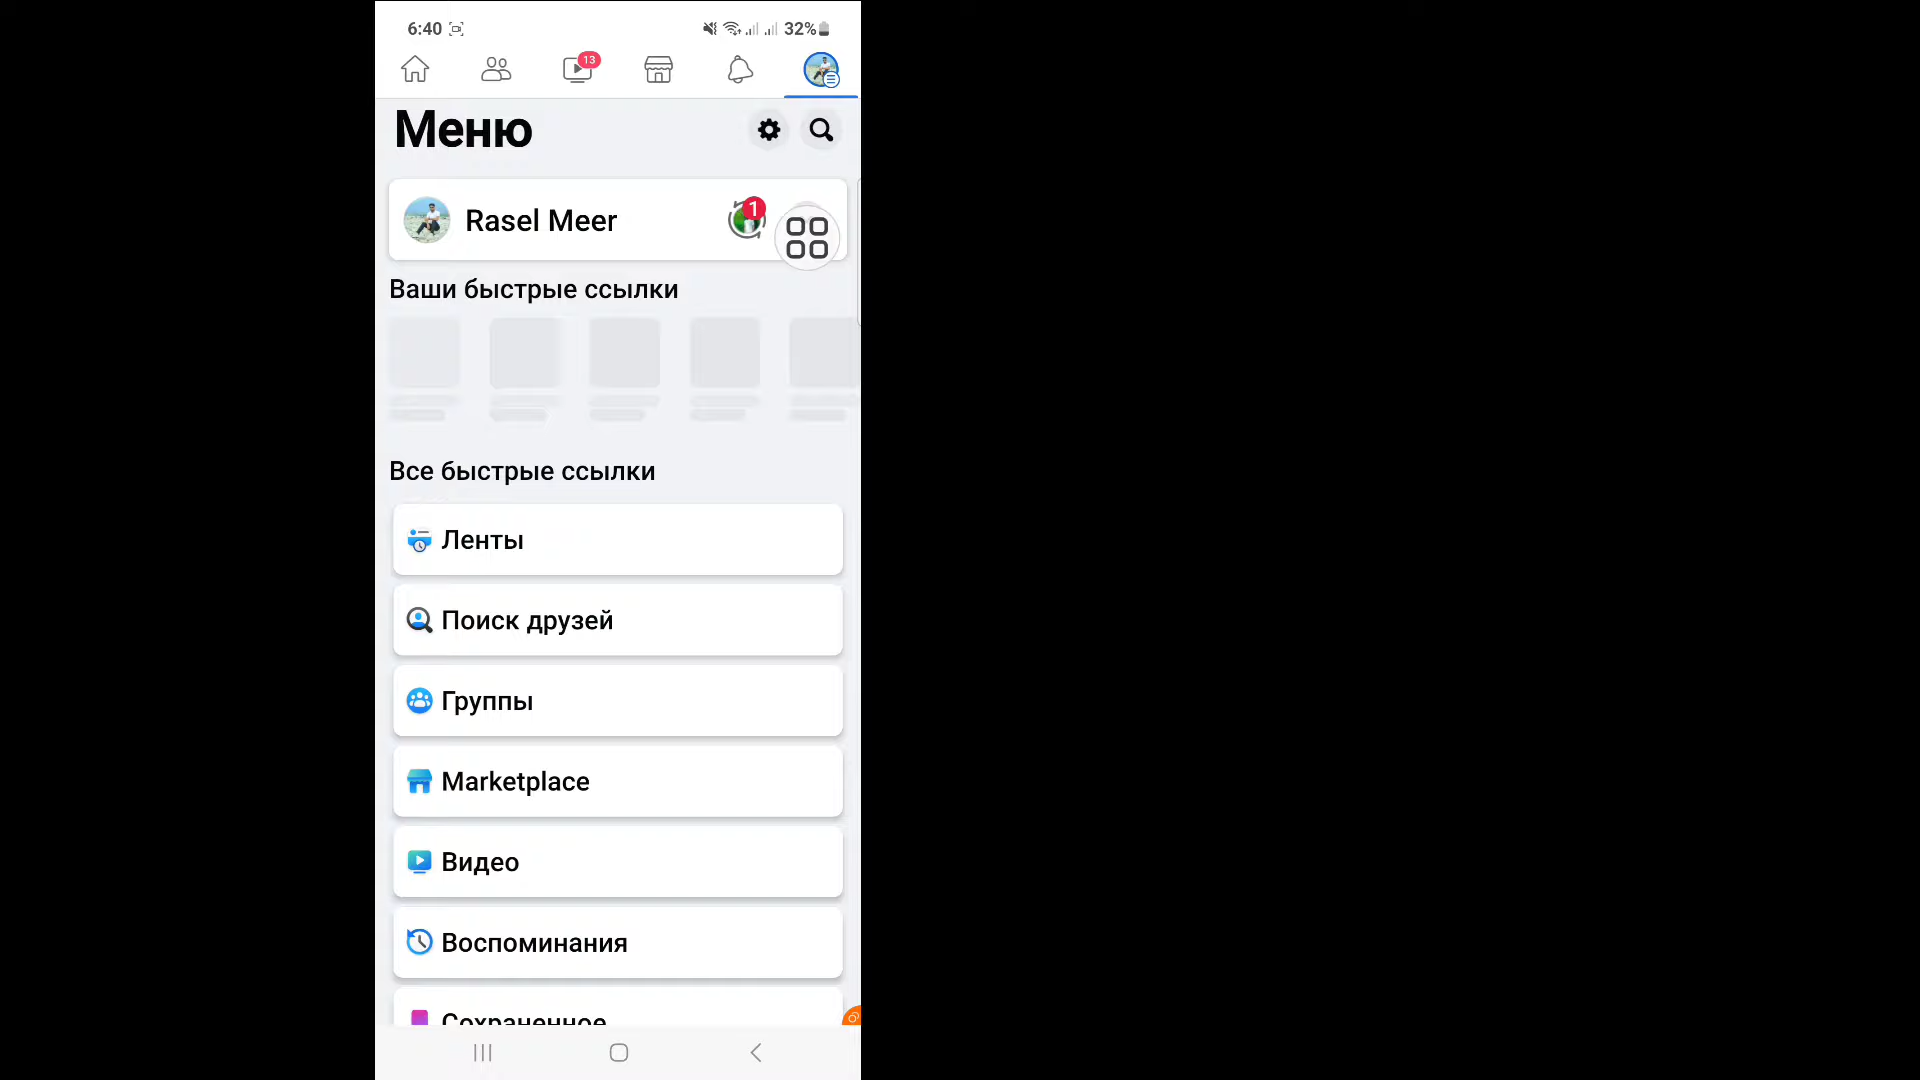 6:40
32%
13
Меню
Rasel Meer
1
Ваши быстрые ссылки
Все быстрые ссылки
Ленты
Поиск друзей
Группы
Marketplace
Видео
Воспоминания
Сохраненное